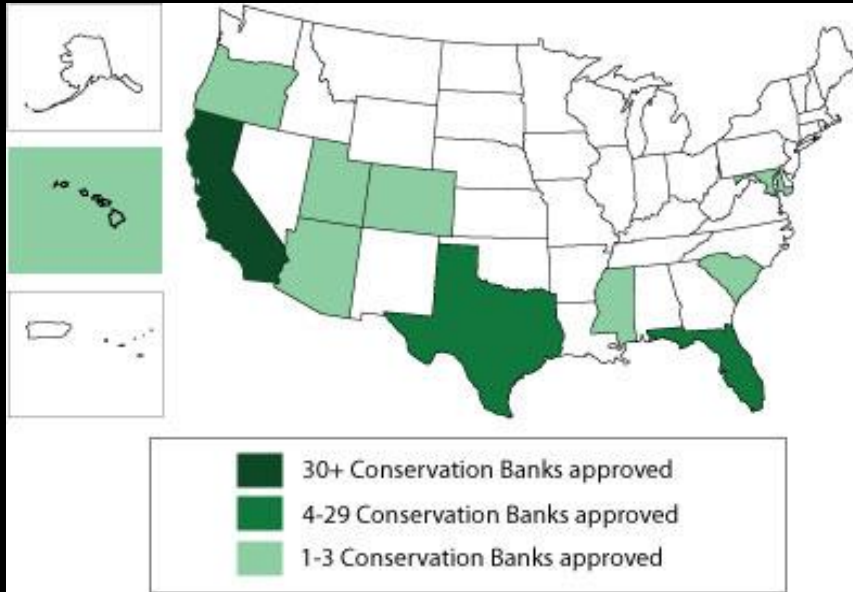 30+ Conservation Banks approved
4-29 Conservation Banks approved
1-3 Conservation Banks approved